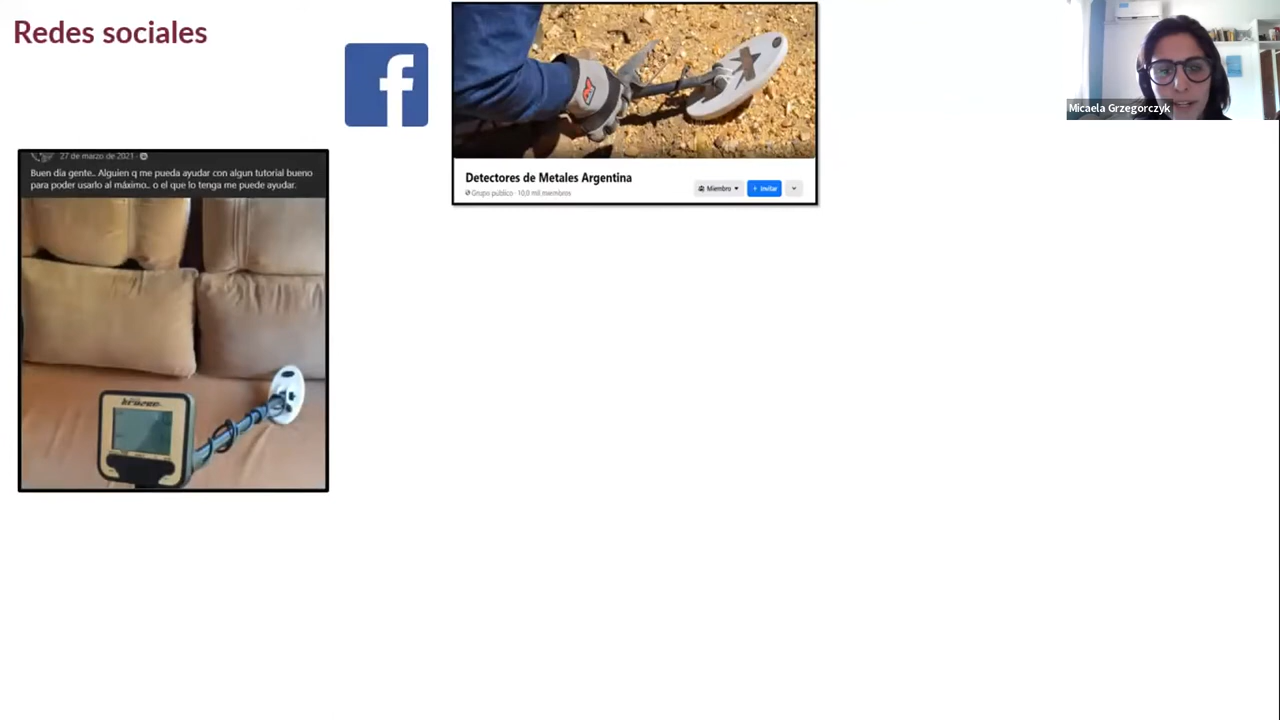 Redes sociales
f
Micaela Grzegorczyk
27 de marzo de 2021 ·
Buen dia gente.. Alguien q me pueda ayudar con algun tutorial bueno
para poder usarlo al máximo.. o el que lo tenga me puede ayudar.
Detectores de Metales Argentina
Grupo público · 10,0 mil miembros
Miembro
+ Invitar